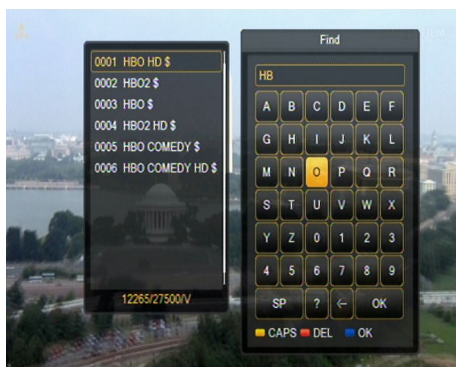 0001 HBO HD $
0002 HBO2 $
0003 HBO $
0004 HBO2 HD $
0005 HBO COMEDY $
0006 HBO COMEDY HD $
12265/27500/V
Find
HB
A B C D E F
G H I J K L
M N O P Q R
S T U V W X
Y Z 0 1 2 3
4 5 6 7 8 9
SP ? ← OK
CAPS DEL OK